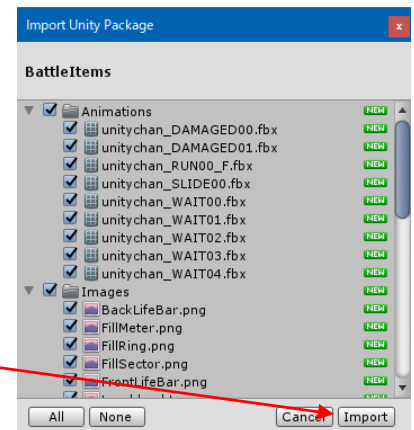 Import Unity Package
x
BattleItems
Animations NEW
unitychan_DAMAGED00.fbx NEW
unitychan_DAMAGED01.fbx NEW
unitychan_RUN00_F.fbx NEW
unitychan_SLIDE00.fbx NEW
unitychan_WAIT00.fbx NEW
unitychan_WAIT01.fbx NEW
unitychan_WAIT02.fbx NEW
unitychan_WAIT03.fbx NEW
unitychan_WAIT04.fbx NEW
Images NEW
BackLifeBar.png NEW
FillMeter.png NEW
FillRing.png NEW
FillSector.png NEW
FrontLifeBar.png NEW
All None Cancel Import